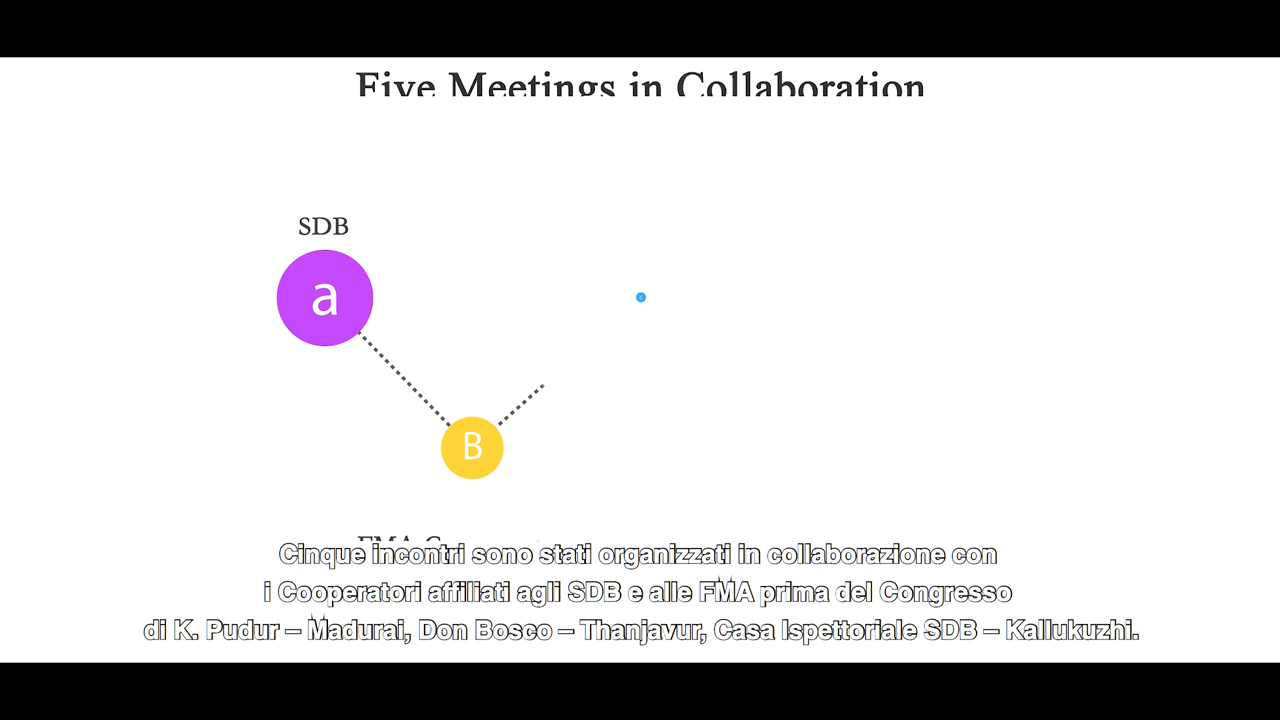 Five Meetings in Collaboration
SDB
a
B
Cinque incontri sono stati organizzati in collaborazione con
i Cooperatori affiliati agli SDB e alle FMA prima del Congresso
di K. Pudur – Madurai, Don Bosco – Thanjavur, Casa Ispettoriale SDB – Kallukuzhi.